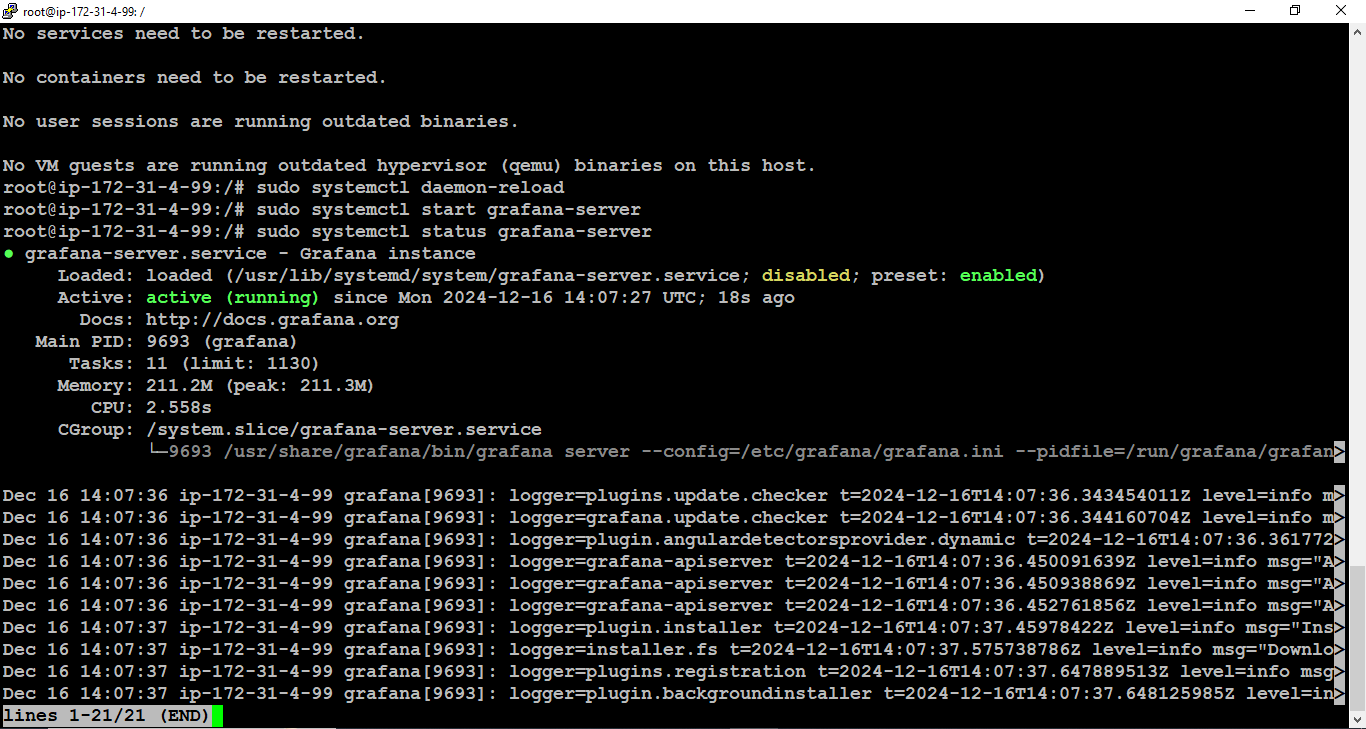 root@ip-172-31-4-99: /
No services need to be restarted.
No containers need to be restarted.
No user sessions are running outdated binaries.
No VM guests are running outdated hypervisor (qemu) binaries on this host.
root@ip-172-31-4-99:/# sudo systemctl daemon-reload
root@ip-172-31-4-99:/# sudo systemctl start grafana-server
root@ip-172-31-4-99:/# sudo systemctl status grafana-server
● grafana-server.service - Grafana instance
     Loaded: loaded (/usr/lib/systemd/system/grafana-server.service; disabled; preset: enabled)
     Active: active (running) since Mon 2024-12-16 14:07:27 UTC; 18s ago
       Docs: http://docs.grafana.org
   Main PID: 9693 (grafana)
      Tasks: 11 (limit: 1130)
     Memory: 211.2M (peak: 211.3M)
        CPU: 2.558s
     CGroup: /system.slice/grafana-server.service
             └─9693 /usr/share/grafana/bin/grafana server --config=/etc/grafana/grafana.ini --pidfile=/run/grafana/grafan>
Dec 16 14:07:36 ip-172-31-4-99 grafana[9693]: logger=plugins.update.checker t=2024-12-16T14:07:36.343454011Z level=info m>
Dec 16 14:07:36 ip-172-31-4-99 grafana[9693]: logger=grafana.update.checker t=2024-12-16T14:07:36.344160704Z level=info m>
Dec 16 14:07:36 ip-172-31-4-99 grafana[9693]: logger=plugin.angulardetectorsprovider.dynamic t=2024-12-16T14:07:36.361772>
Dec 16 14:07:36 ip-172-31-4-99 grafana[9693]: logger=grafana-apiserver t=2024-12-16T14:07:36.450091639Z level=info msg="A>
Dec 16 14:07:36 ip-172-31-4-99 grafana[9693]: logger=grafana-apiserver t=2024-12-16T14:07:36.450938869Z level=info msg="A>
Dec 16 14:07:36 ip-172-31-4-99 grafana[9693]: logger=grafana-apiserver t=2024-12-16T14:07:36.452761856Z level=info msg="A>
Dec 16 14:07:37 ip-172-31-4-99 grafana[9693]: logger=plugin.installer t=2024-12-16T14:07:37.45978422Z level=info msg="Ins>
Dec 16 14:07:37 ip-172-31-4-99 grafana[9693]: logger=installer.fs t=2024-12-16T14:07:37.575738786Z level=info msg="Downlo>
Dec 16 14:07:37 ip-172-31-4-99 grafana[9693]: logger=plugins.registration t=2024-12-16T14:07:37.647889513Z level=info msg>
Dec 16 14:07:37 ip-172-31-4-99 grafana[9693]: logger=plugin.backgroundinstaller t=2024-12-16T14:07:37.648125985Z level=in>
lines 1-21/21 (END)